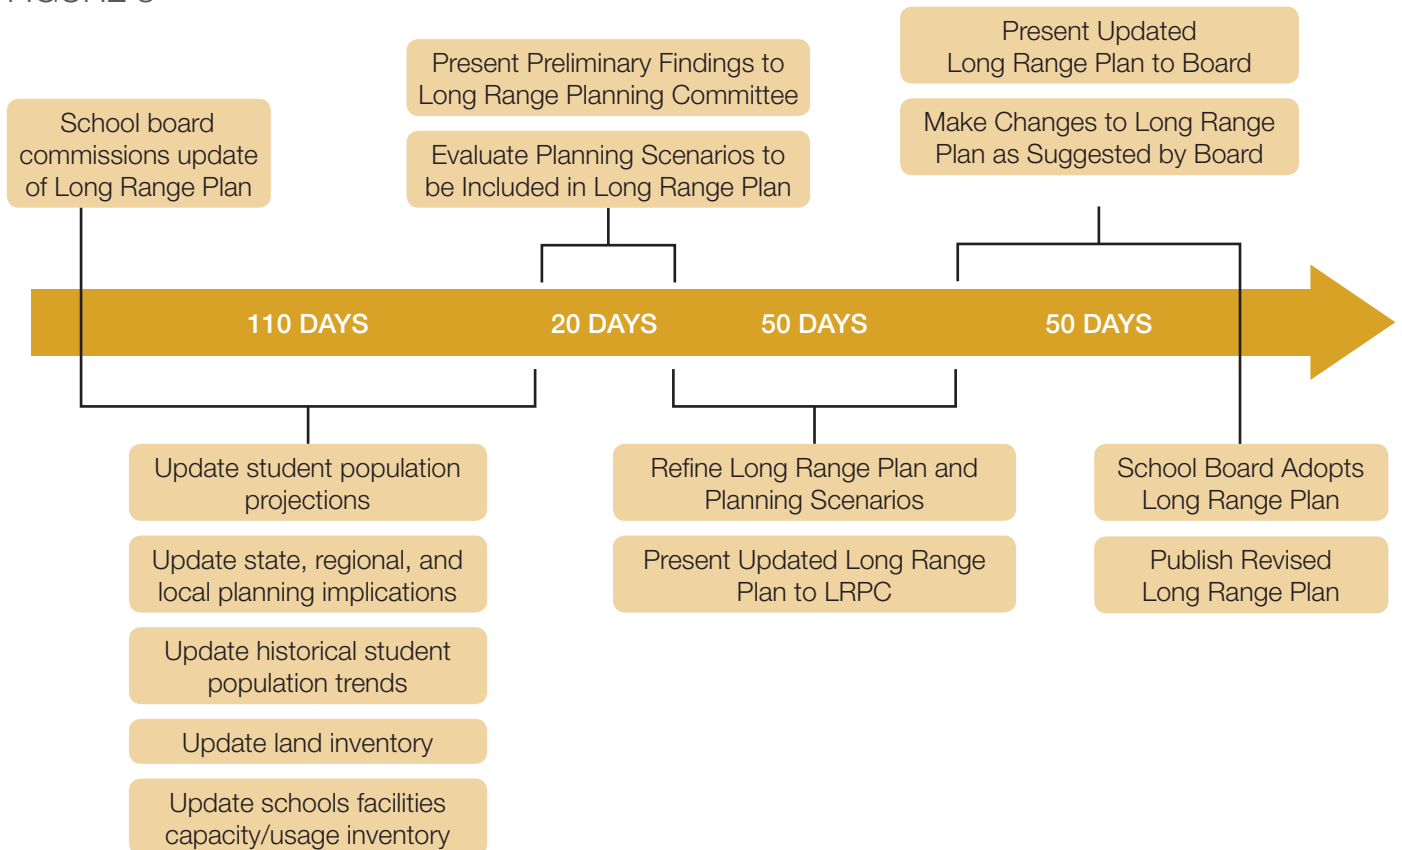 School board
commissions update
of Long Range Plan
Present Preliminary Findings to
Long Range Planning Committee
Evaluate Planning Scenarios to
be Included in Long Range Plan
Present Updated
Long Range Plan to Board
Make Changes to Long Range
Plan as Suggested by Board
110 DAYS
20 DAYS
50 DAYS
50 DAYS
Update student population
projections
Update state, regional, and
local planning implications
Update historical student
population trends
Update land inventory
Update schools facilities
capacity/usage inventory
Refine Long Range Plan and
Planning Scenarios
Present Updated Long Range
Plan to LRPC
School Board Adopts
Long Range Plan
Publish Revised
Long Range Plan